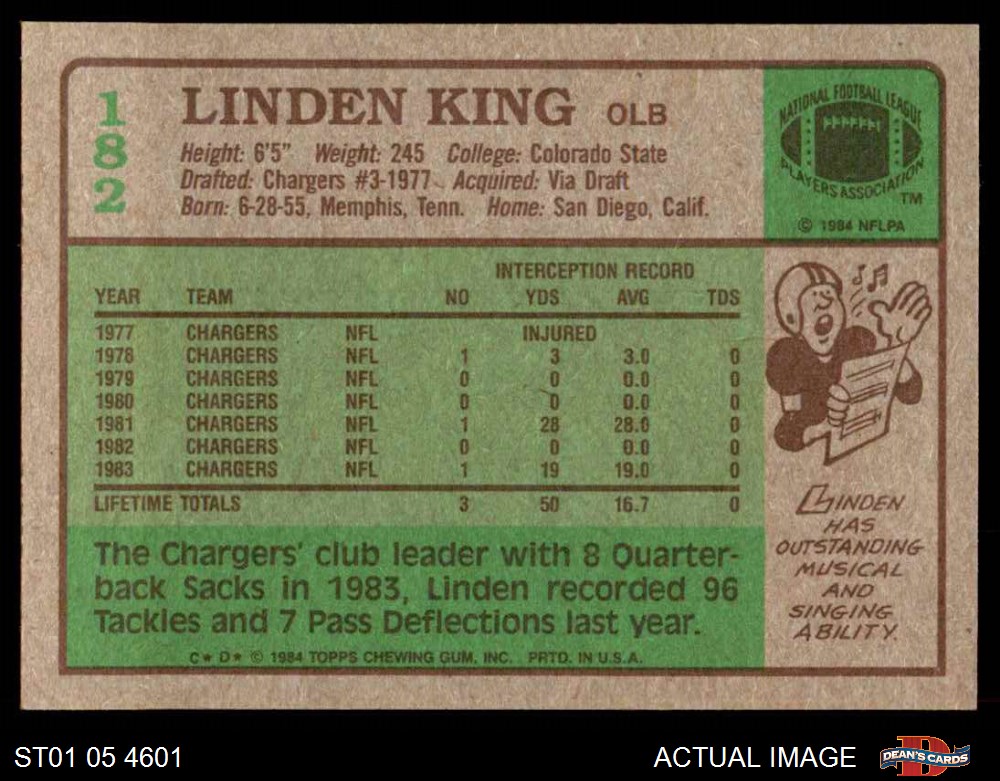 182
LINDEN KING OLB
Height: 6'5" Weight: 245 College: Colorado State
Drafted: Chargers #3-1977 Acquired: Via Draft
Born: 6-28-55, Memphis, Tenn. Home: San Diego, Calif.
NATIONAL FOOTBALL LEAGUE
PLAYERS ASSOCIATION
TM
© 1984 NFLPA
INTERCEPTION RECORD
YEAR TEAM NO YDS AVG TDS
1977 CHARGERS NFL INJURED
1978 CHARGERS NFL 1 3 3.0 0
1979 CHARGERS NFL 0 0 0.0 0
1980 CHARGERS NFL 0 0 0.0 0
1981 CHARGERS NFL 1 28 28.0 0
1982 CHARGERS NFL 0 0 0.0 0
1983 CHARGERS NFL 1 19 19.0 0
LIFETIME TOTALS 3 50 16.7 0
The Chargers' club leader with 8 Quarter-
back Sacks in 1983, Linden recorded 96
Tackles and 7 Pass Deflections last year.
C★ D★ © 1984 TOPPS CHEWING GUM, INC. PRTD. IN U.S.A.
LINDEN
HAS
OUTSTANDING
MUSICAL
AND
SINGING
ABILITY.
ST01 05 4601 ACTUAL IMAGE D DEAN'S CARDS